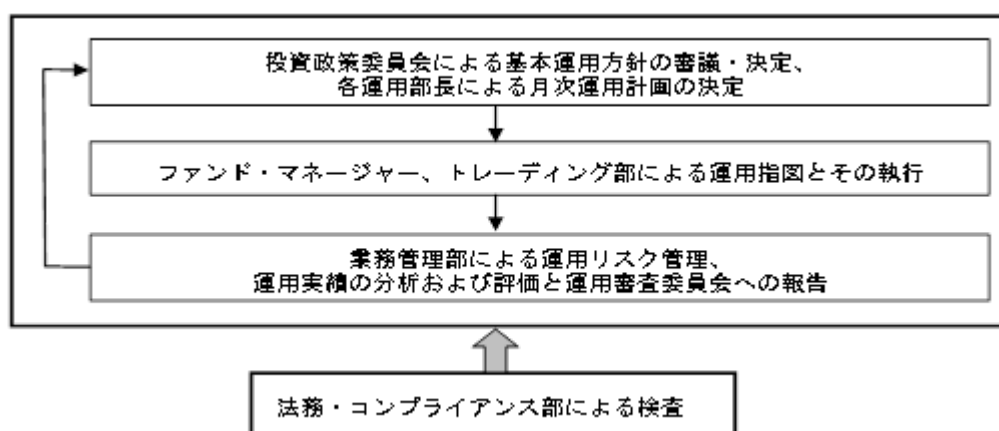 投資政策委員会による基本運用方針の審議・決定、
各運用部長による月次運用計画の決定
ファンド・マネージャー、トレーディング部による運用指図とその執行
業務管理部による運用リスク管理、
運用実績の分析および評価と運用審査委員会への報告
法務・コンプライアンス部による検査